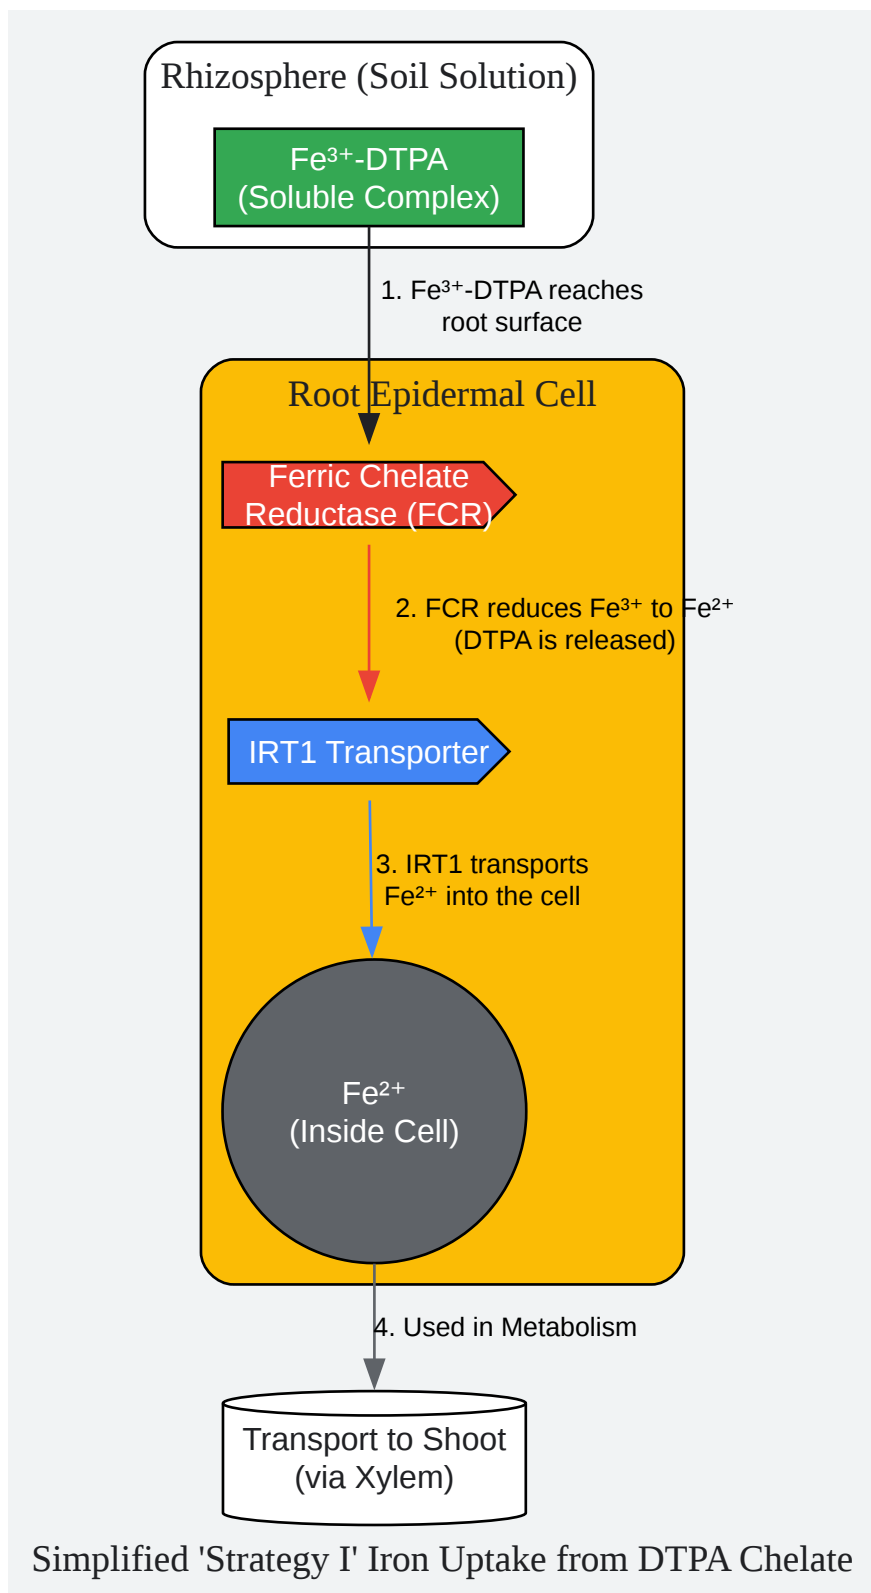 Rhizosphere (Soil Solution)
Fe³⁺-DTPA
(Soluble Complex)
1. Fe³⁺-DTPA reaches
root surface
Root Epidermal Cell
Ferric Chelate
Reductase (FCR)
2. FCR reduces Fe³⁺ to Fe²⁺
(DTPA is released)
IRT1 Transporter
3. IRT1 transports
Fe²⁺ into the cell
Fe²⁺
(Inside Cell)
4. Used in Metabolism
Transport to Shoot
(via Xylem)
Simplified 'Strategy I' Iron Uptake from DTPA Chelate